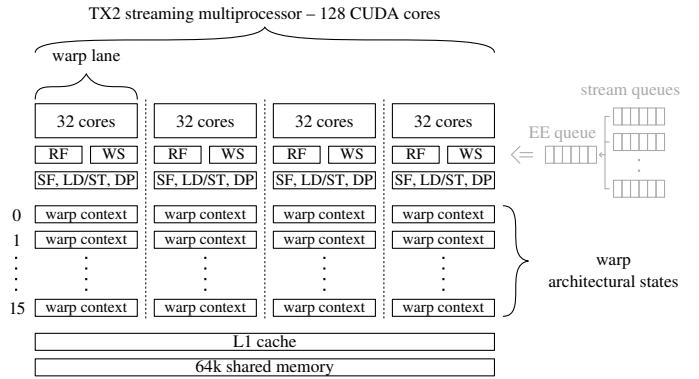 TX2 streaming multiprocessor – 128 CUDA cores
warp lane
stream queues
32 cores 32 cores 32 cores 32 cores
EE queue
RF WS RF WS RF WS RF WS
SF, LD/ST, DP SF, LD/ST, DP SF, LD/ST, DP SF, LD/ST, DP
0 warp context warp context warp context warp context
1 warp context warp context warp context warp context
warp
architectural states
15 warp context warp context warp context warp context
L1 cache
64k shared memory